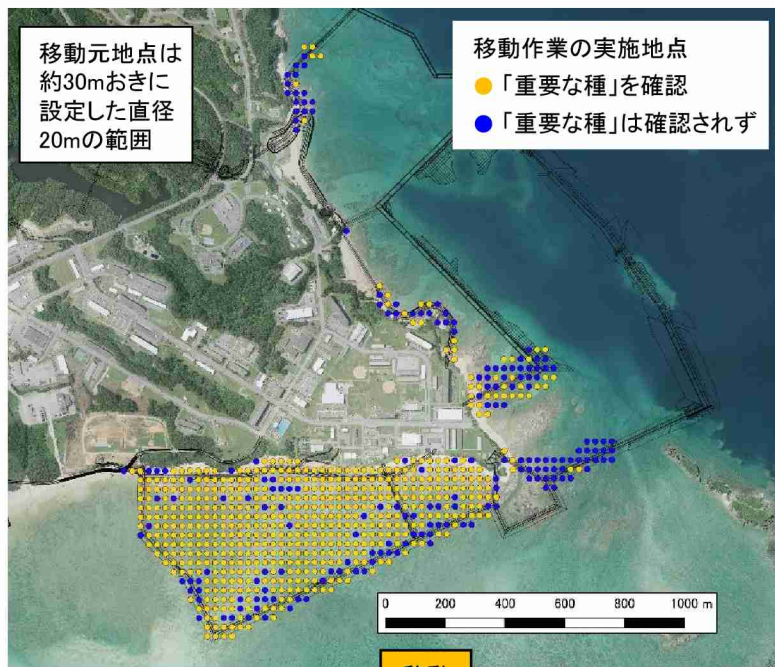 移動元地点は
約30mおきに
設定した直径
20mの範囲
移動作業の実施地点
「重要な種」を確認
「重要な種」は確認されず
0 200 400 600 800 1000 m